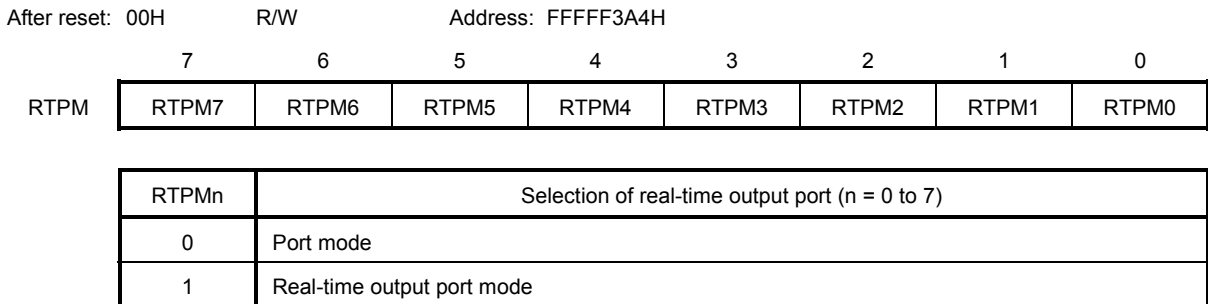 After reset: 00H R/W Address: FFFFF3A4H
7 6 5 4 3 2 1 0
RTPM RTPM7 RTPM6 RTPM5 RTPM4 RTPM3 RTPM2 RTPM1 RTPM0
RTPMn Selection of real-time output port (n = 0 to 7)
0 Port mode
1 Real-time output port mode